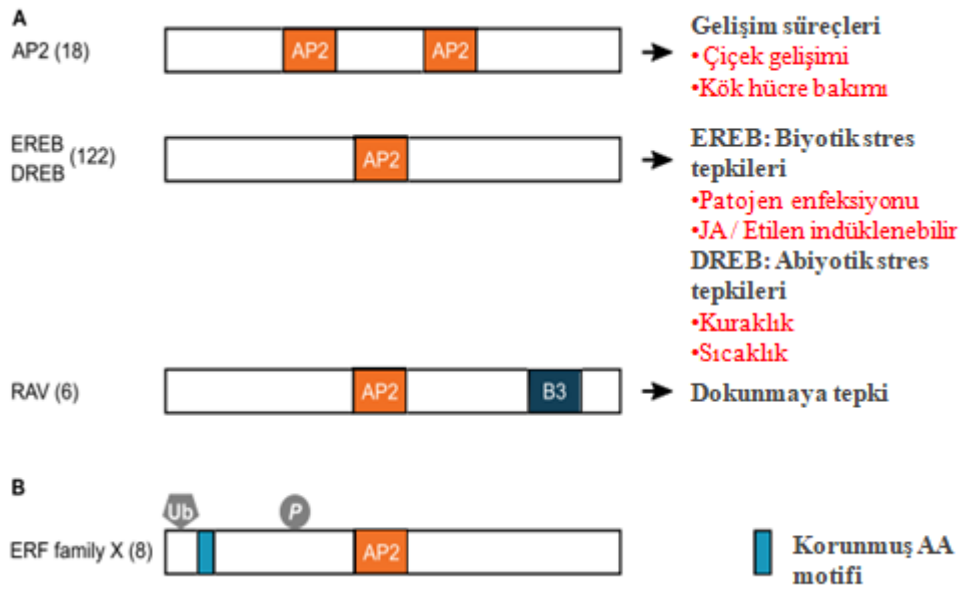 A
AP2 (18)
AP2
AP2
Gelişim süreçleri
• Çiçek gelişimi
•Kök hücre bakımı
EREB
DREB
(122)
AP2
EREB: Biyotik stres
tepkileri
•Patojen enfeksiyonu
•JA / Etilen indüklenebilir
DREB: Abiyotik stres
tepkileri
•Kuraklık
•Sıcaklık
RAV (6)
AP2
B3
Dokunmaya tepki
B
Ub
P
ERF family X (8)
AP2
Korunmuş AA
motifi